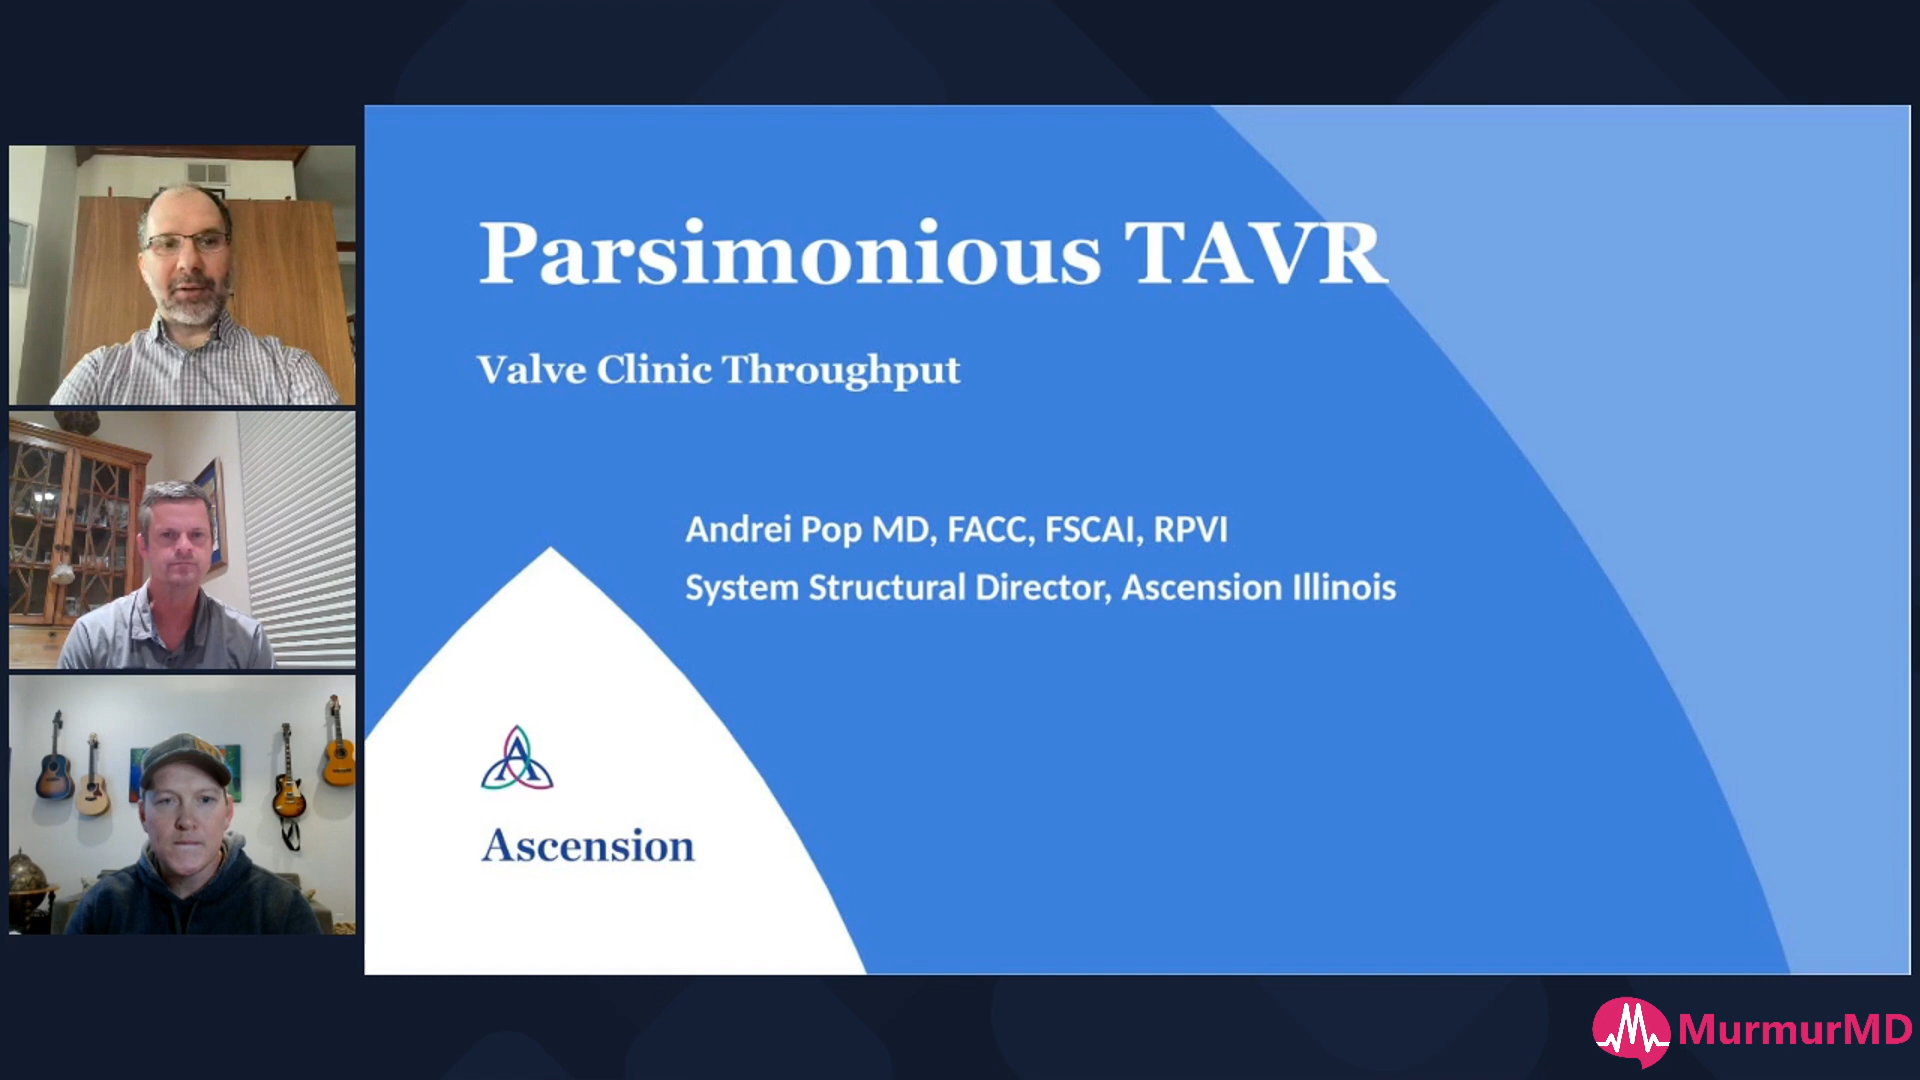 Parsimonious TAVR
Valve Clinic Throughput
Andrei Pop MD, FACC, FSCAI, RPVI
System Structural Director, Ascension Illinois
A
Ascension
MurmurMD